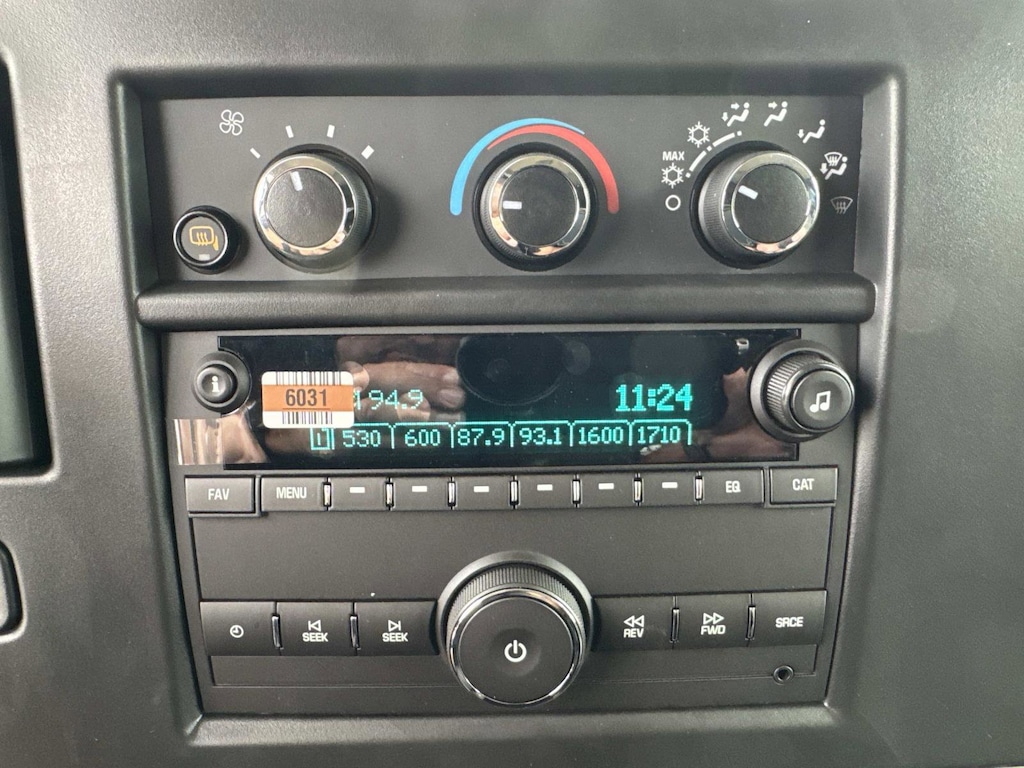 MAX
6031
94.9 11:24
1 530 600 87.9 93.1 1600 1710
FAV MENU EQ CAT
SEEK SEEK REV FWD SRCE